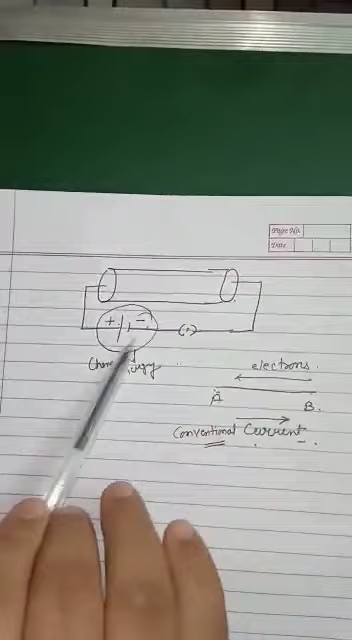 Page No.
Date
+ -
(·)
electrons.
A
B.
Conventional Current